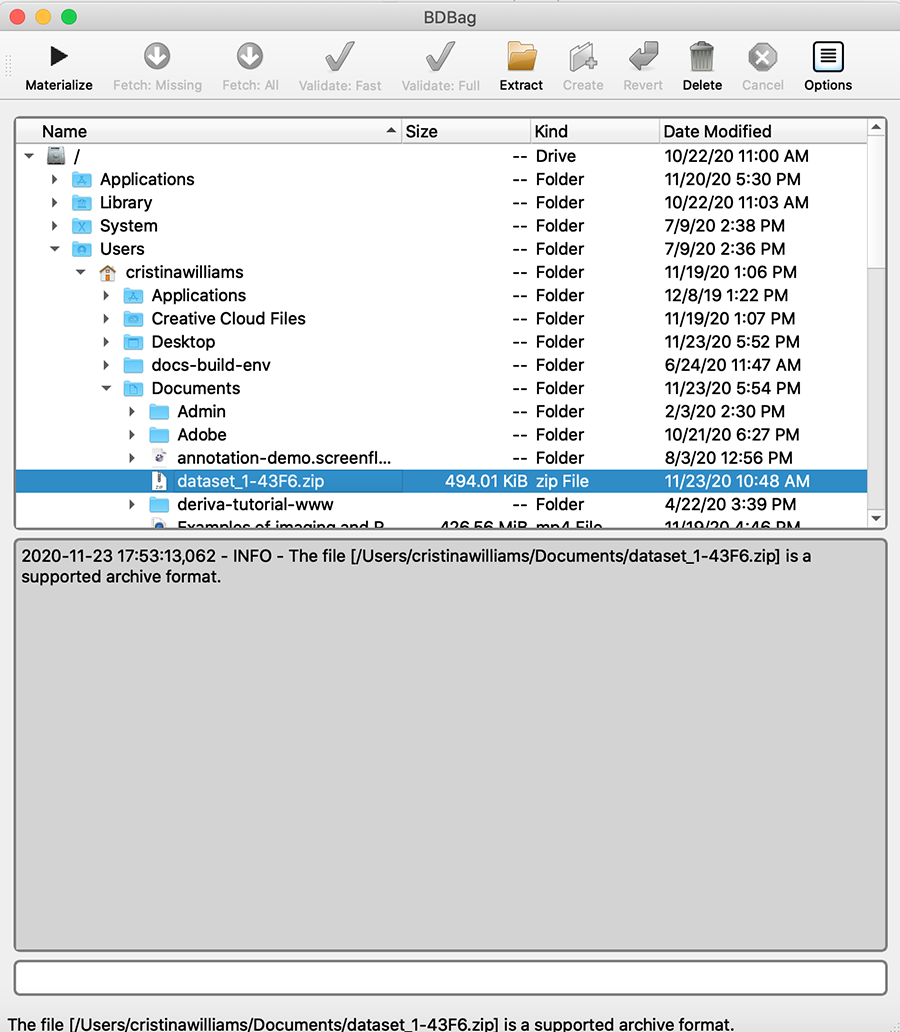 BDBag
Materialize Fetch: Missing Fetch: All Validate: Fast Validate: Full Extract Create Revert Delete Cancel Options
Name Size Kind Date Modified
/ -- Drive 10/22/20 11:00 AM
Applications -- Folder 11/20/20 5:30 PM
Library -- Folder 10/22/20 11:03 AM
System -- Folder 7/9/20 2:38 PM
Users -- Folder 7/9/20 2:36 PM
cristinawilliams -- Folder 11/19/20 1:06 PM
Applications -- Folder 12/8/19 1:22 PM
Creative Cloud Files -- Folder 11/19/20 1:07 PM
Desktop -- Folder 11/23/20 5:52 PM
docs-build-env -- Folder 6/24/20 11:47 AM
Documents -- Folder 11/23/20 5:54 PM
Admin -- Folder 2/3/20 2:30 PM
Adobe -- Folder 10/21/20 6:27 PM
annotation-demo.screenfl... -- Folder 8/3/20 12:56 PM
dataset_1-43F6.zip 494.01 KiB zip File 11/23/20 10:48 AM
deriva-tutorial-www -- Folder 4/22/20 3:39 PM
Examples of imaging and 426.56 MiB mp4 File 11/19/20 4:46 PM
2020-11-23 17:53:13,062 - INFO - The file [/Users/cristinawilliams/Documents/dataset_1-43F6.zip] is a
supported archive format.
The file [/Users/cristinawilliams/Documents/dataset_1-43F6.zip] is a supported archive format.